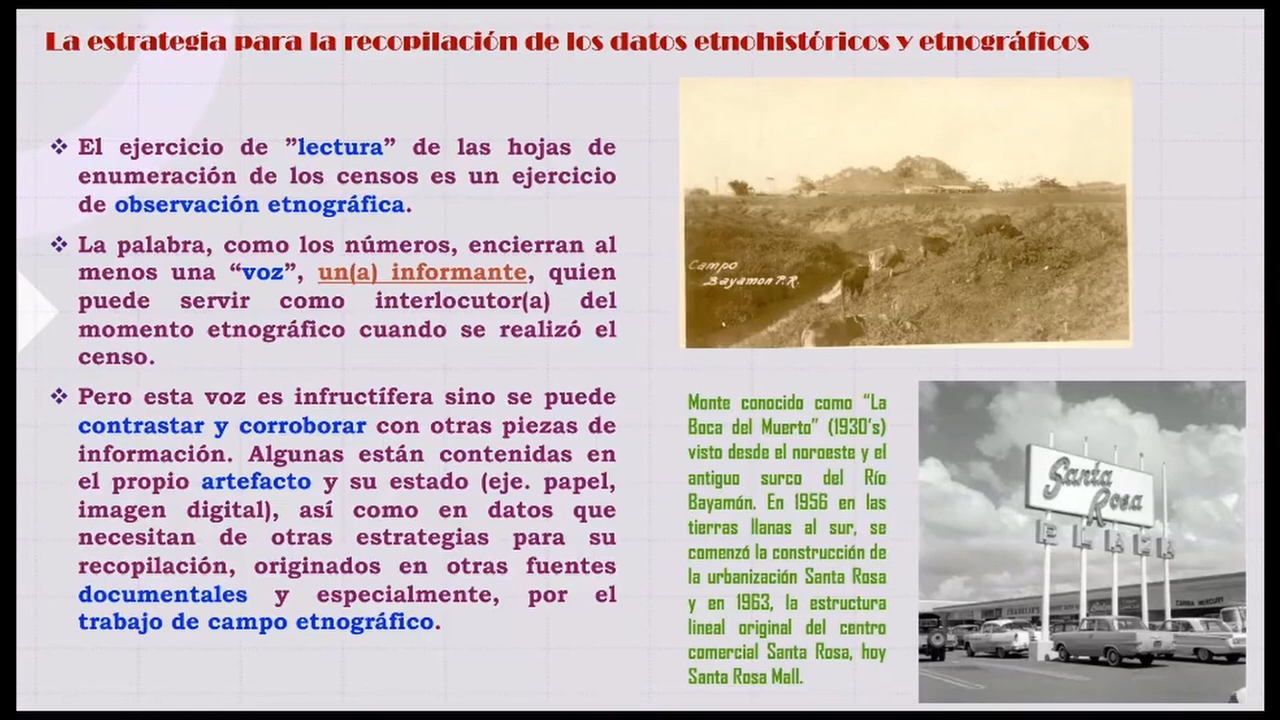 La estrategia para la recopilación de los datos etnohistóricos y etnográficos
❖ El ejercicio de ”lectura” de las hojas de
enumeración de los censos es un ejercicio
de observación etnográfica.
❖ La palabra, como los números, encierran al
menos una “voz”, un(a) informante, quien
puede servir como interlocutor(a) del
momento etnográfico cuando se realizó el
censo.
❖ Pero esta voz es infructífera sino se puede
contrastar y corroborar con otras piezas de
información. Algunas están contenidas en
el propio artefacto y su estado (eje. papel,
imagen digital), así como en datos que
necesitan de otras estrategias para su
recopilación, originados en otras fuentes
documentales y especialmente, por el
trabajo de campo etnográfico.
Campo
Bayamon P.R.
Monte conocido como “La
Boca del Muerto” (1930’s)
visto desde el noroeste y el
antiguo surco del Río
Bayamón. En 1956 en las
tierras llanas al sur, se
comenzó la construcción de
la urbanización Santa Rosa
y en 1963, la estructura
lineal original del centro
comercial Santa Rosa, hoy
Santa Rosa Mall.
Santa
Rosa